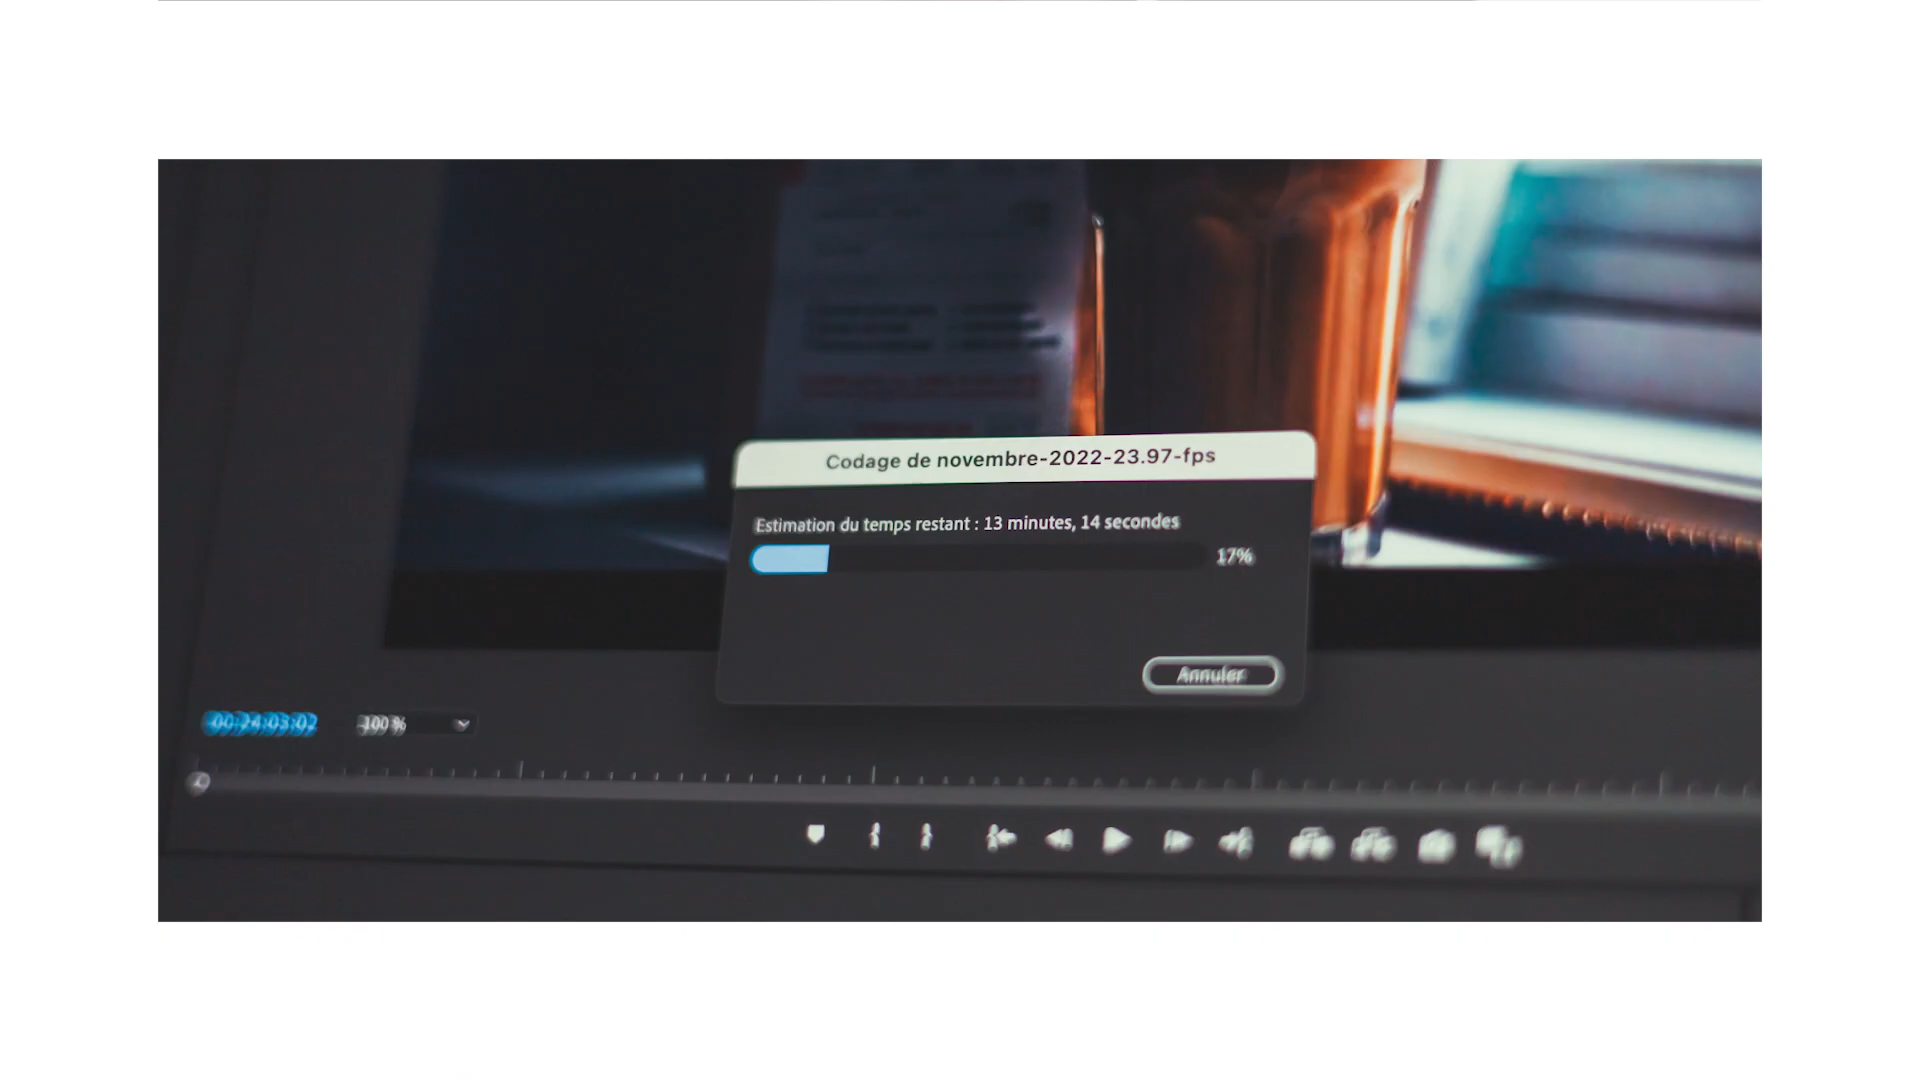 Codage de novembre-2022-23.97-fps
Estimation du temps restant : 13 minutes, 14 secondes
17%
Annuler
00:24:03:02
100 %